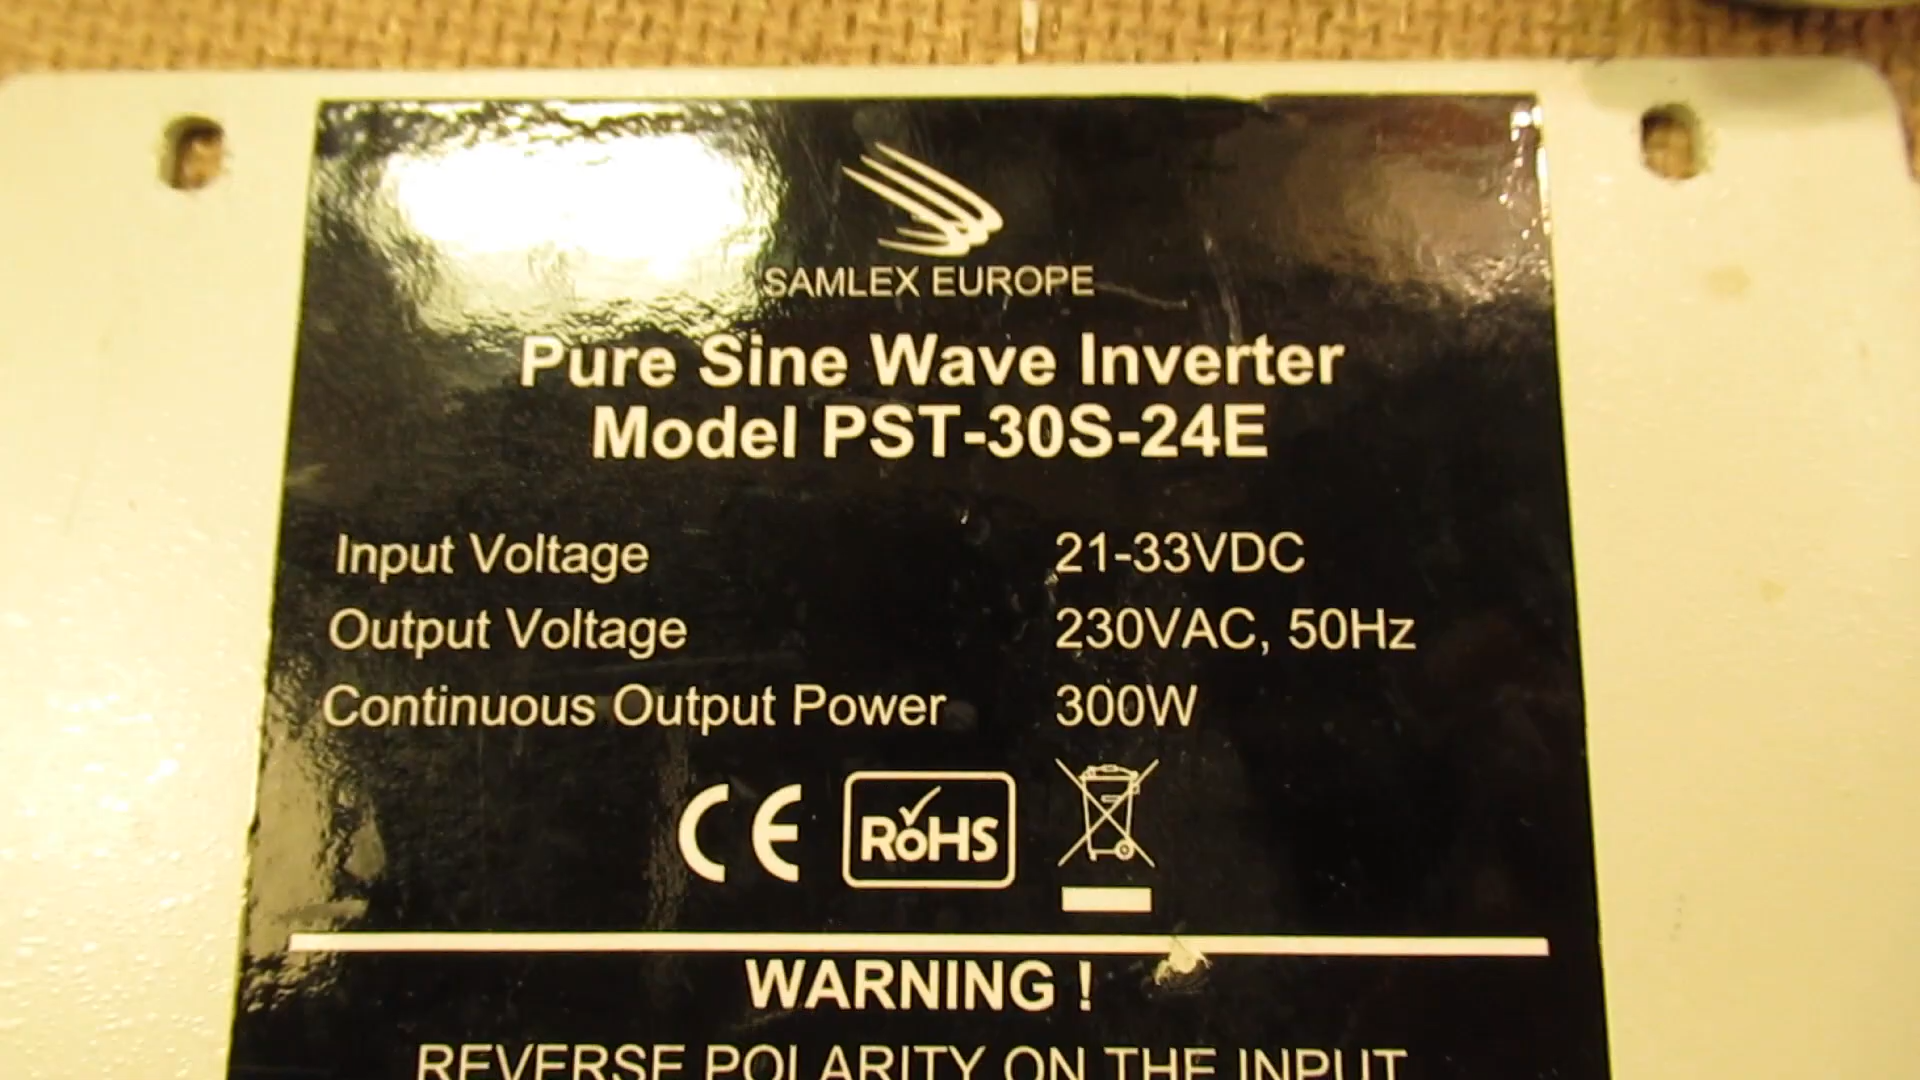 SAMLEX EUROPE
Pure Sine Wave Inverter
Model PST-30S-24E
Input Voltage 21-33VDC
Output Voltage 230VAC, 50Hz
Continuous Output Power 300W
CE RoHS
WARNING !
REVERSE POLARITY ON THE INPUT